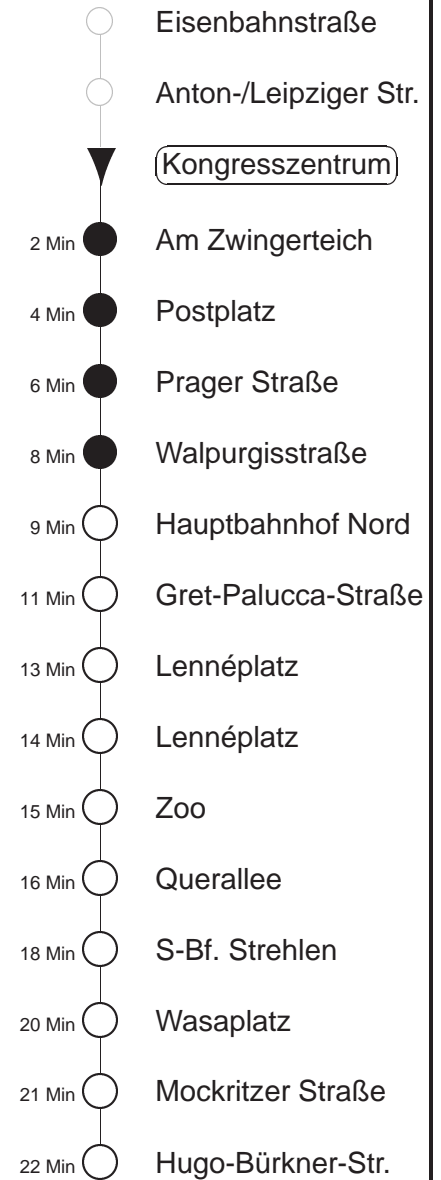 Eisenbahnstraße
Anton-/Leipziger Str.
Kongresszentrum
2 Min Am Zwingerteich
4 Min Postplatz
6 Min Prager Straße
8 Min Walpurgisstraße
9 Min Hauptbahnhof Nord
11 Min Gret-Palucca-Straße
13 Min Lennéplatz
14 Min Lennéplatz
15 Min Zoo
16 Min Querallee
18 Min S-Bf. Strehlen
20 Min Wasaplatz
21 Min Mockritzer Straße
22 Min Hugo-Bürkner-Str.